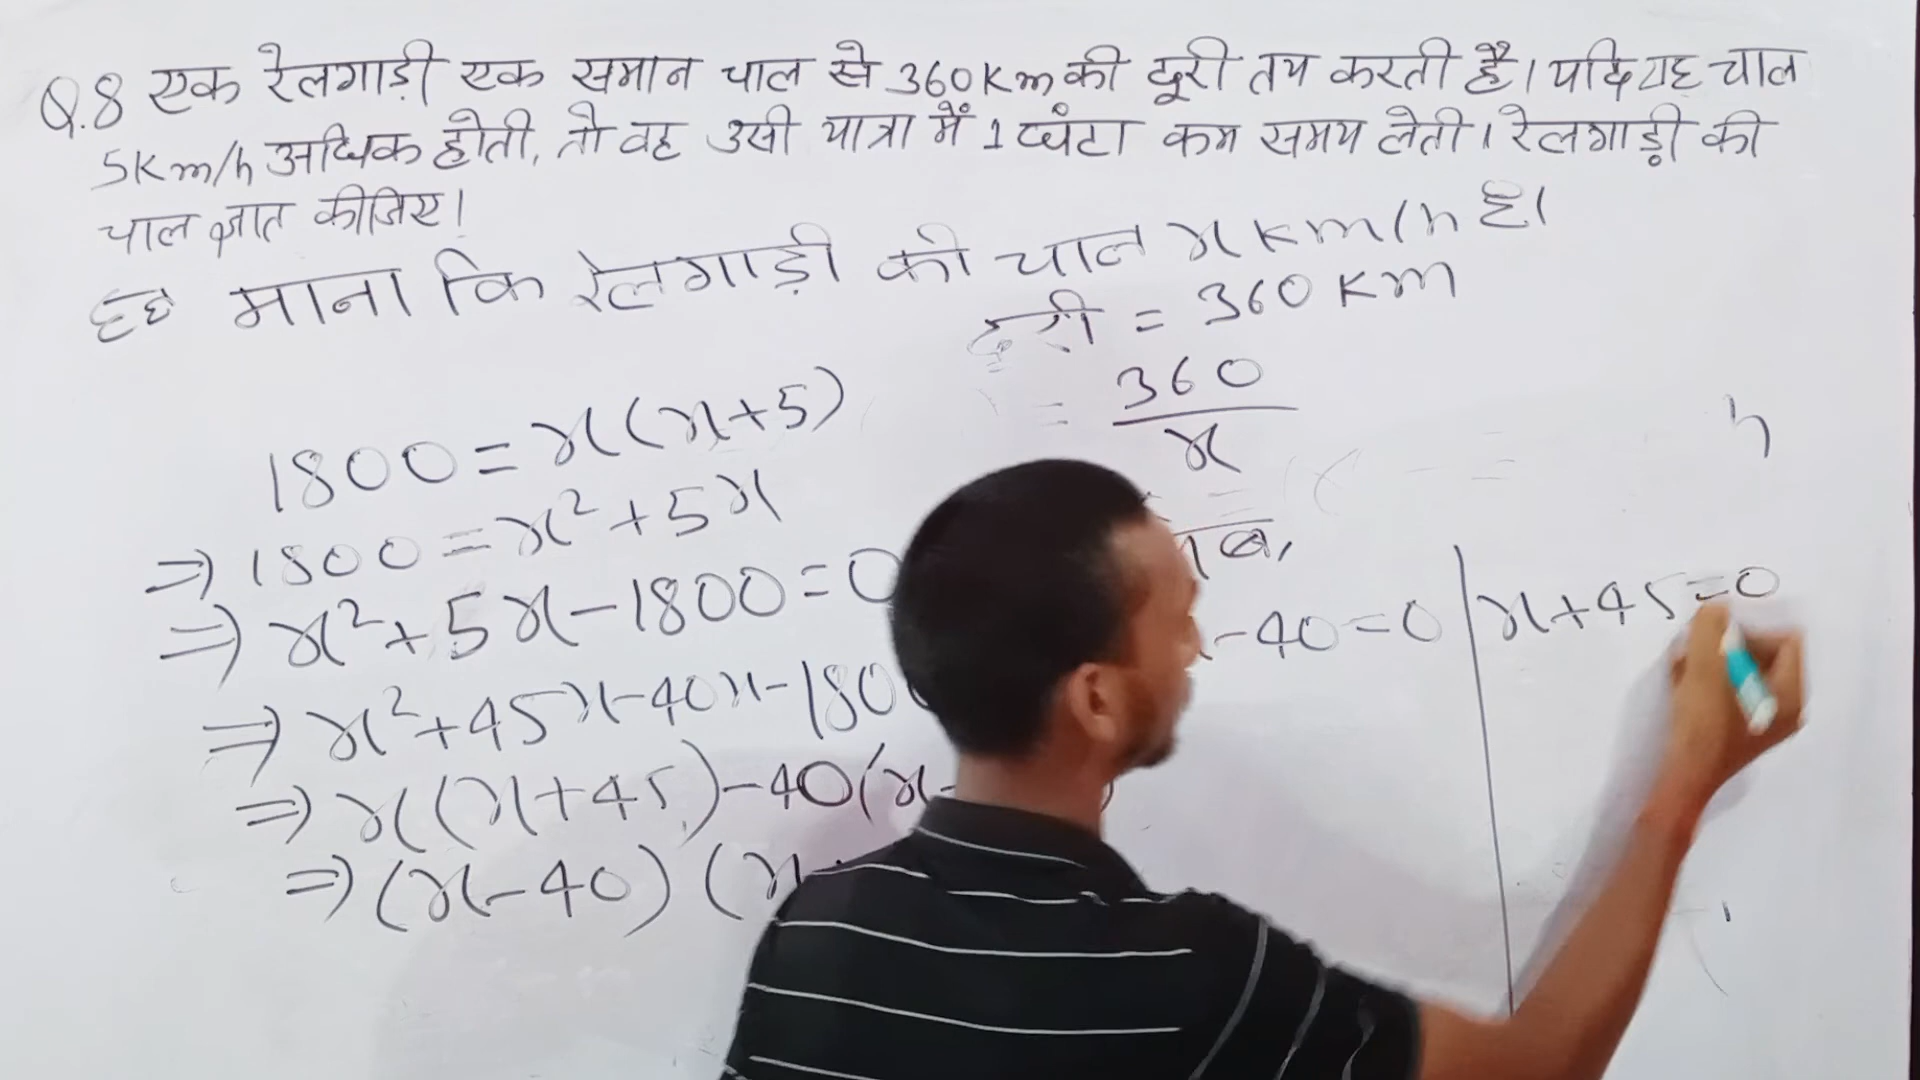 Q.8 एक रेलगाड़ी एक समान चाल से 360Km की दूरी तय करती है। यदि यह चाल
5Km/h अधिक होती, तो वह उसी यात्रा में 1 घंटा कम समय लेती। रेलगाड़ी की
चाल ज्ञात कीजिए।
हल माना कि रेलगाड़ी की चाल x Km/h है।
दूरी = 360 Km
= 360/x
h
1800 = x(x+5)
⇒ 1800 = x²+5x
⇒ x²+5x-1800=0
⇒ x²+45x-40x-180
⇒ x(x+45)-40(x-
⇒ (x-40) (x
-40=0 | x+45=0